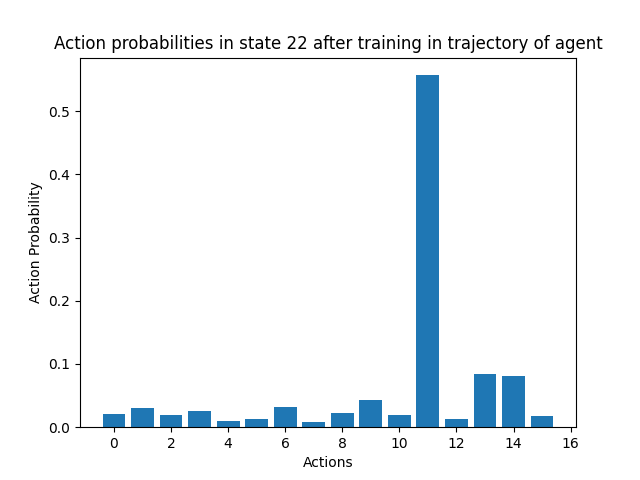 Action probabilities in state 22 after training in trajectory of agent
0.5
0.4
0.3
0.2
0.1
0.0
Action Probability
0 2 4 6 8 10 12 14 16
Actions